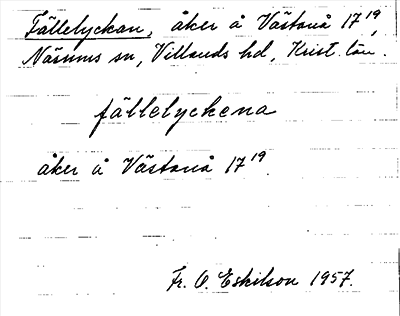 Fällelyckan, åker å Västanå 17¹⁹,
Näsums sn, Villands hd, Krist. län.
fällelyckena
åker å Västanå 17¹⁹.
Fr. O. Eskilson 1957.